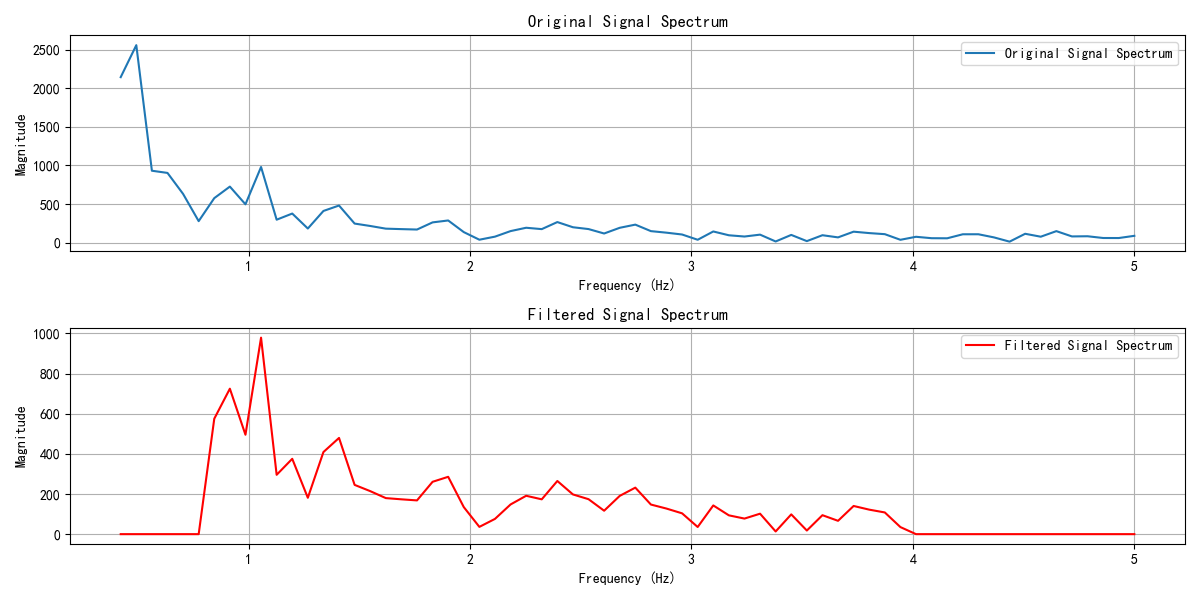 Original Signal Spectrum
2500
2000
1500
1000
500
0
Magnitude
Original Signal Spectrum
1 2 3 4 5
Frequency (Hz)
Filtered Signal Spectrum
1000
800
600
400
200
0
Magnitude
Filtered Signal Spectrum
1 2 3 4 5
Frequency (Hz)